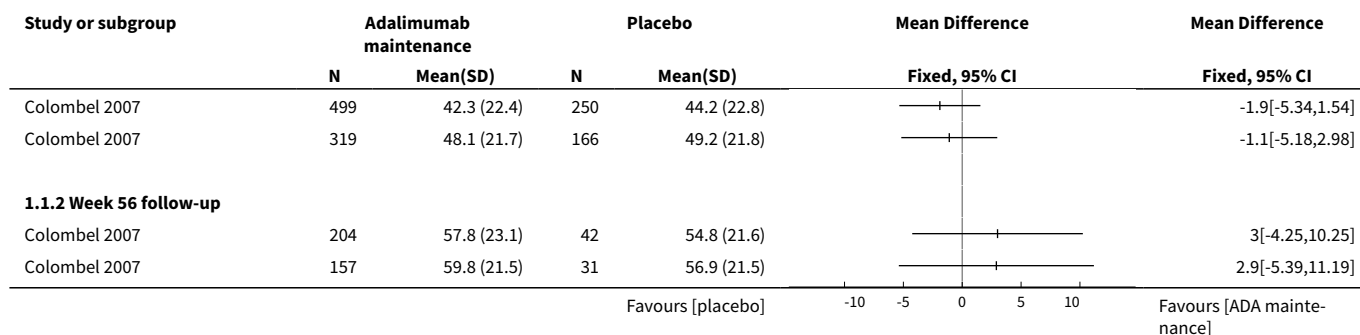 Study or subgroup Adalimumab maintenance Placebo Mean Difference Mean Difference
N Mean(SD) N Mean(SD) Fixed, 95% CI Fixed, 95% CI
Colombel 2007 499 42.3 (22.4) 250 44.2 (22.8) -1.9[-5.34,1.54]
Colombel 2007 319 48.1 (21.7) 166 49.2 (21.8) -1.1[-5.18,2.98]
1.1.2 Week 56 follow-up
Colombel 2007 204 57.8 (23.1) 42 54.8 (21.6) 3[-4.25,10.25]
Colombel 2007 157 59.8 (21.5) 31 56.9 (21.5) 2.9[-5.39,11.19]
Favours [placebo] -10 -5 0 5 10 Favours [ADA mainte-
nance]